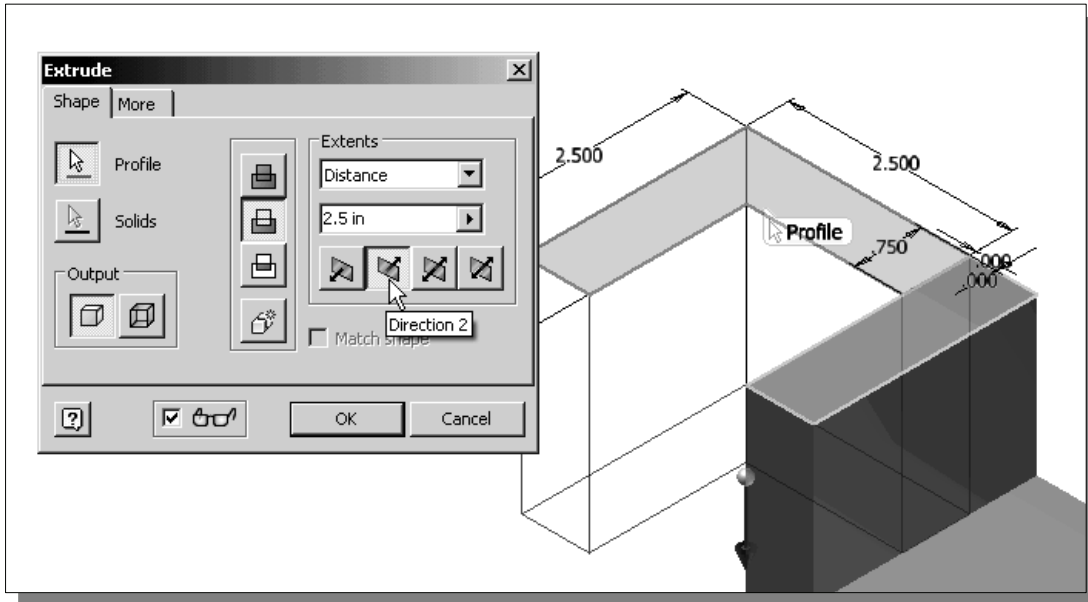 Extrude
Shape
More
Profile
Solids
Output
Extents
Distance
2.5 in
Direction 2
Match shape
?
OK
Cancel
2.500
2.500
Profile
.750
.000
.000